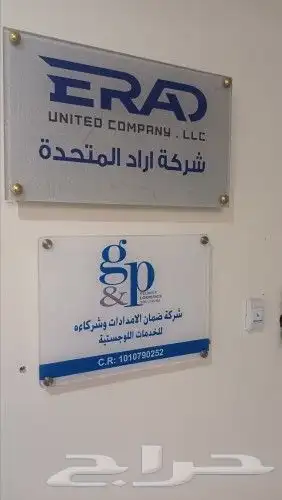 ERAD
UNITED COMPANY . LLC
شركة اراد المتحدة
g&p
شركة ضمان الامدادات وشركاءه
للخدمات اللوجستية
C.R: 1010790252
حراج